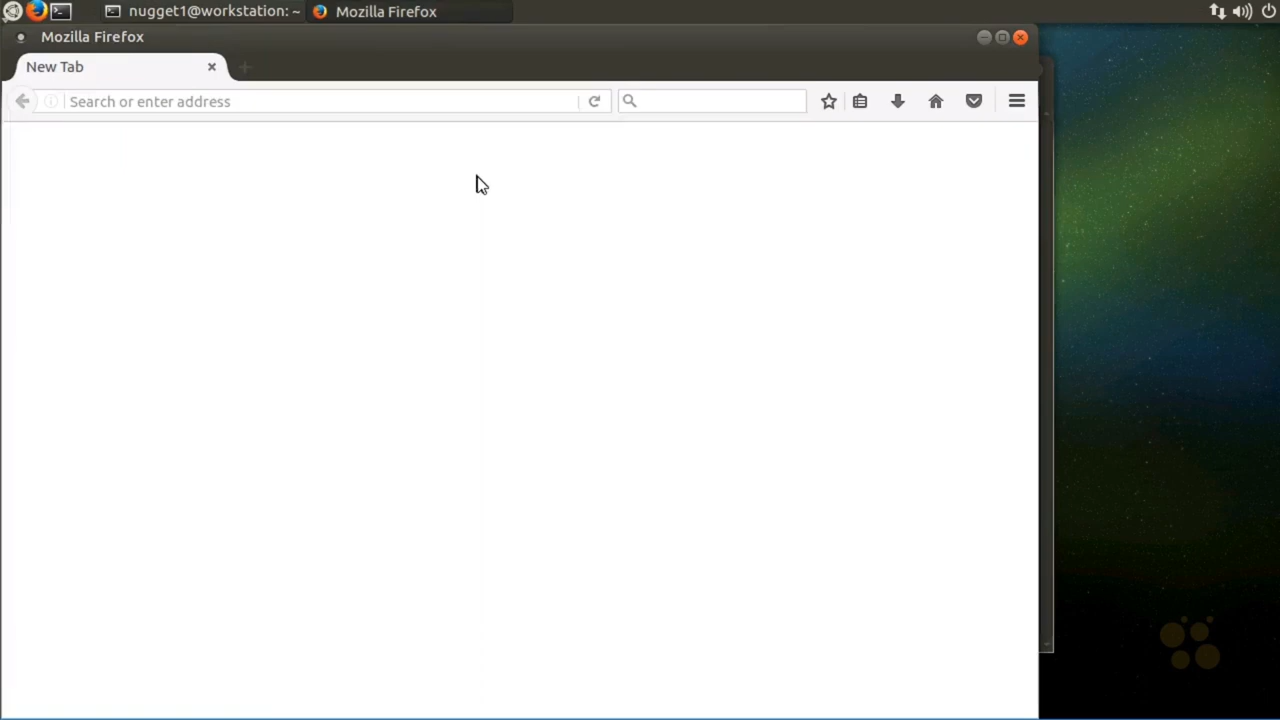 nugget1@workstation: ~
Mozilla Firefox
Mozilla Firefox
New Tab
Search or enter address